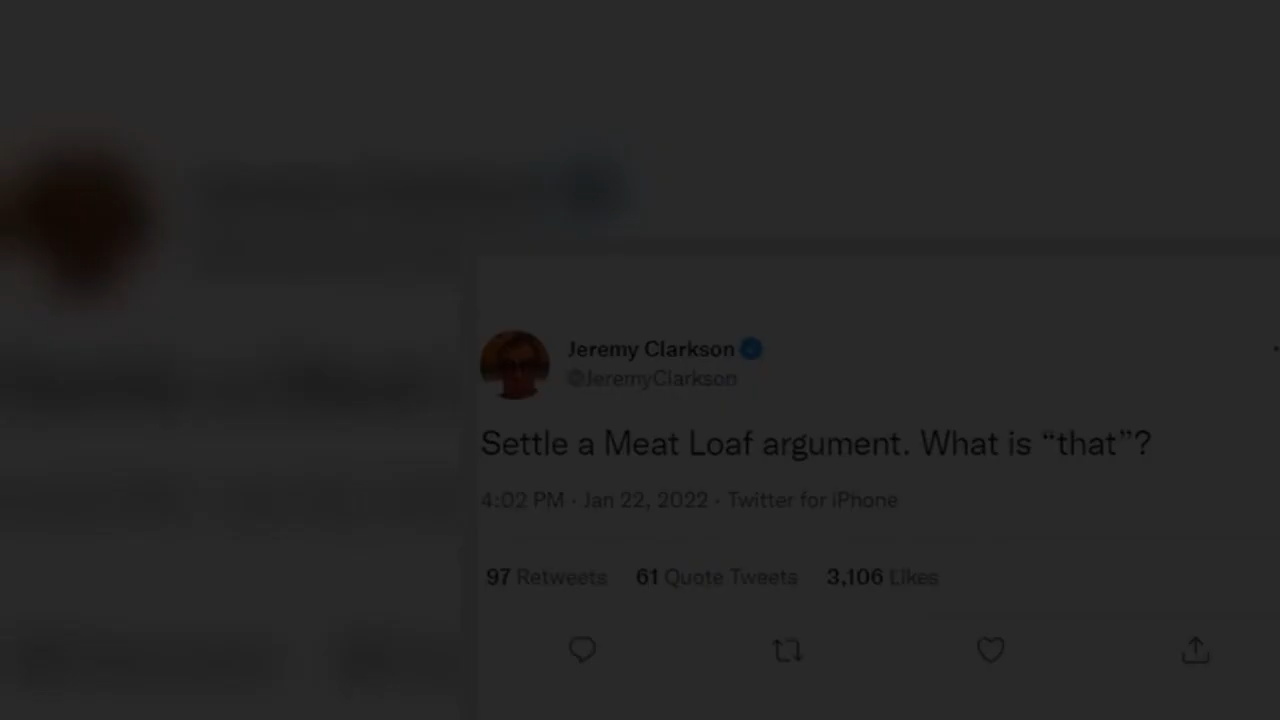 Jeremy Clarkson
@JeremyClarkson
Settle a Meat Loaf argument. What is “that”?
4:02 PM · Jan 22, 2022 · Twitter for iPhone
97 Retweets 61 Quote Tweets 3,106 Likes